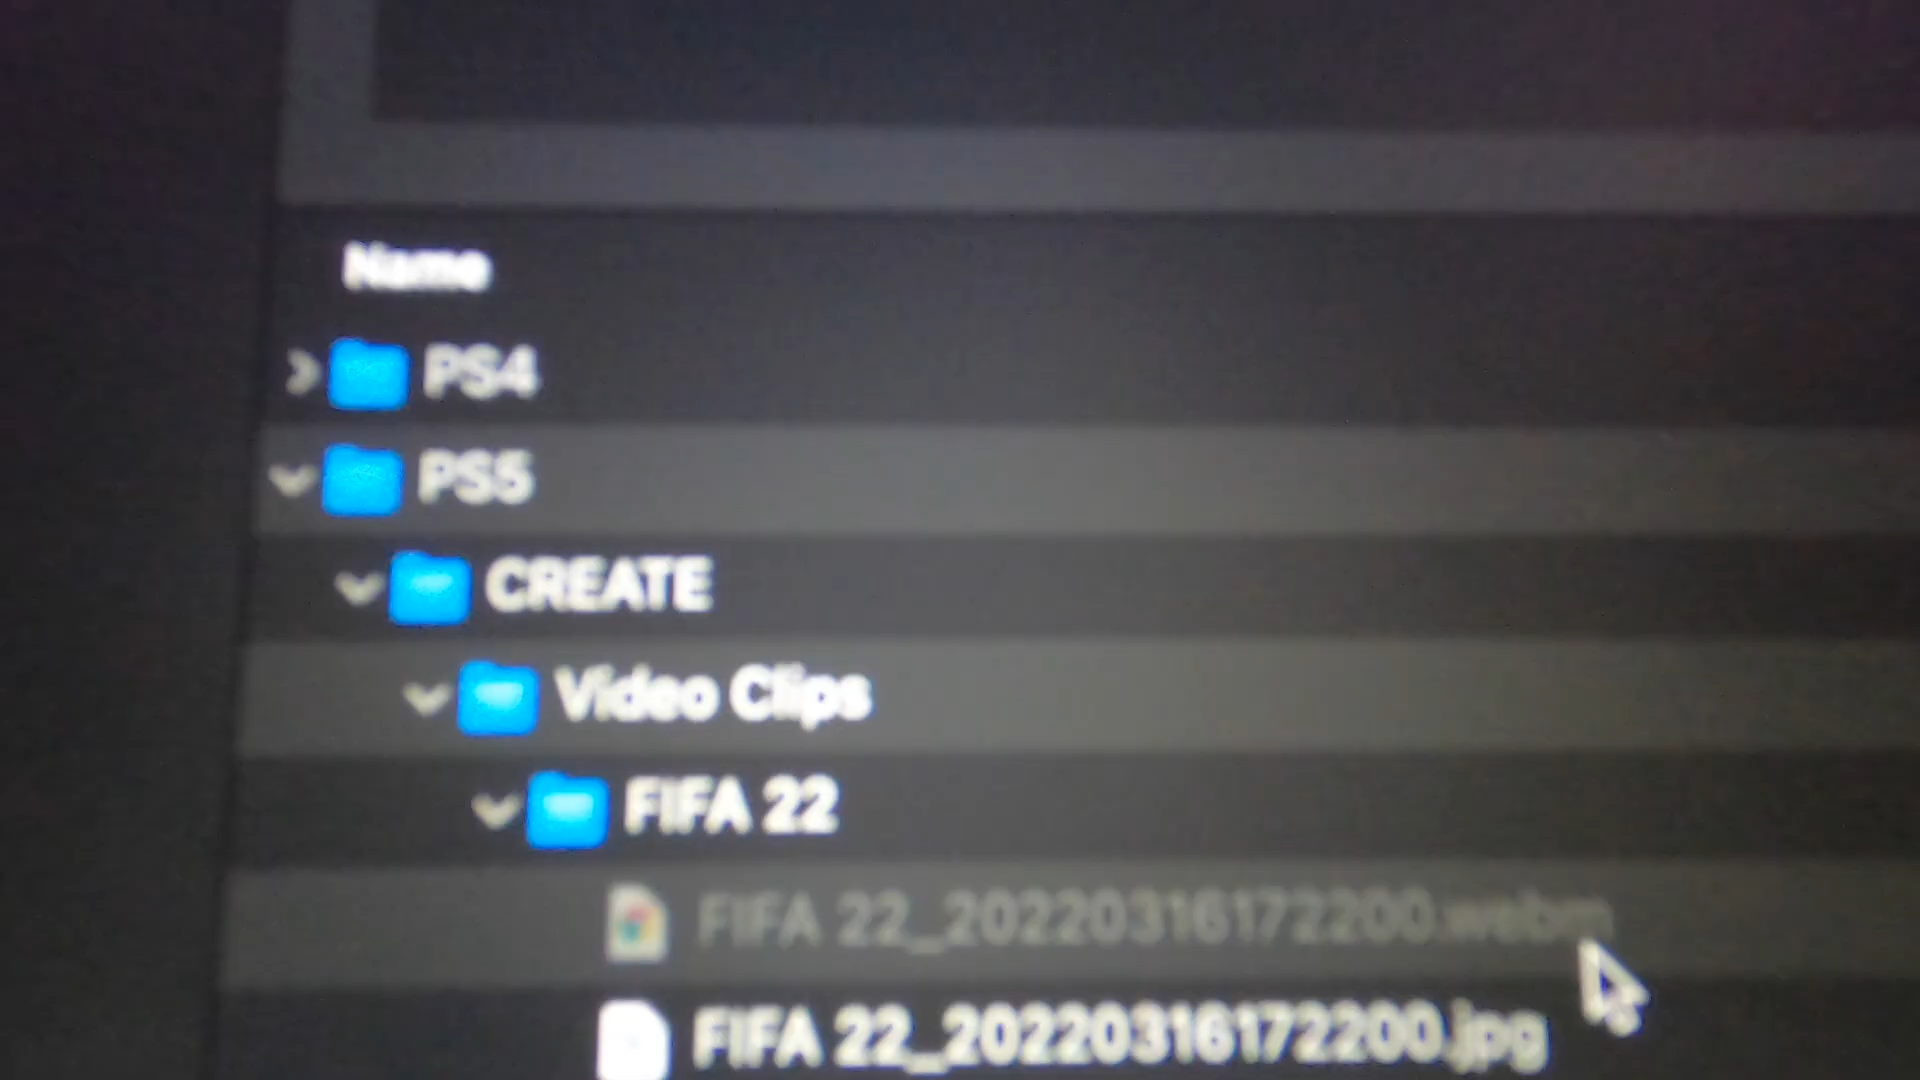 Name
PS4
PS5
CREATE
Video Clips
FIFA 22
FIFA 22_20220316172200.webm
FIFA 22_20220316172200.jpg